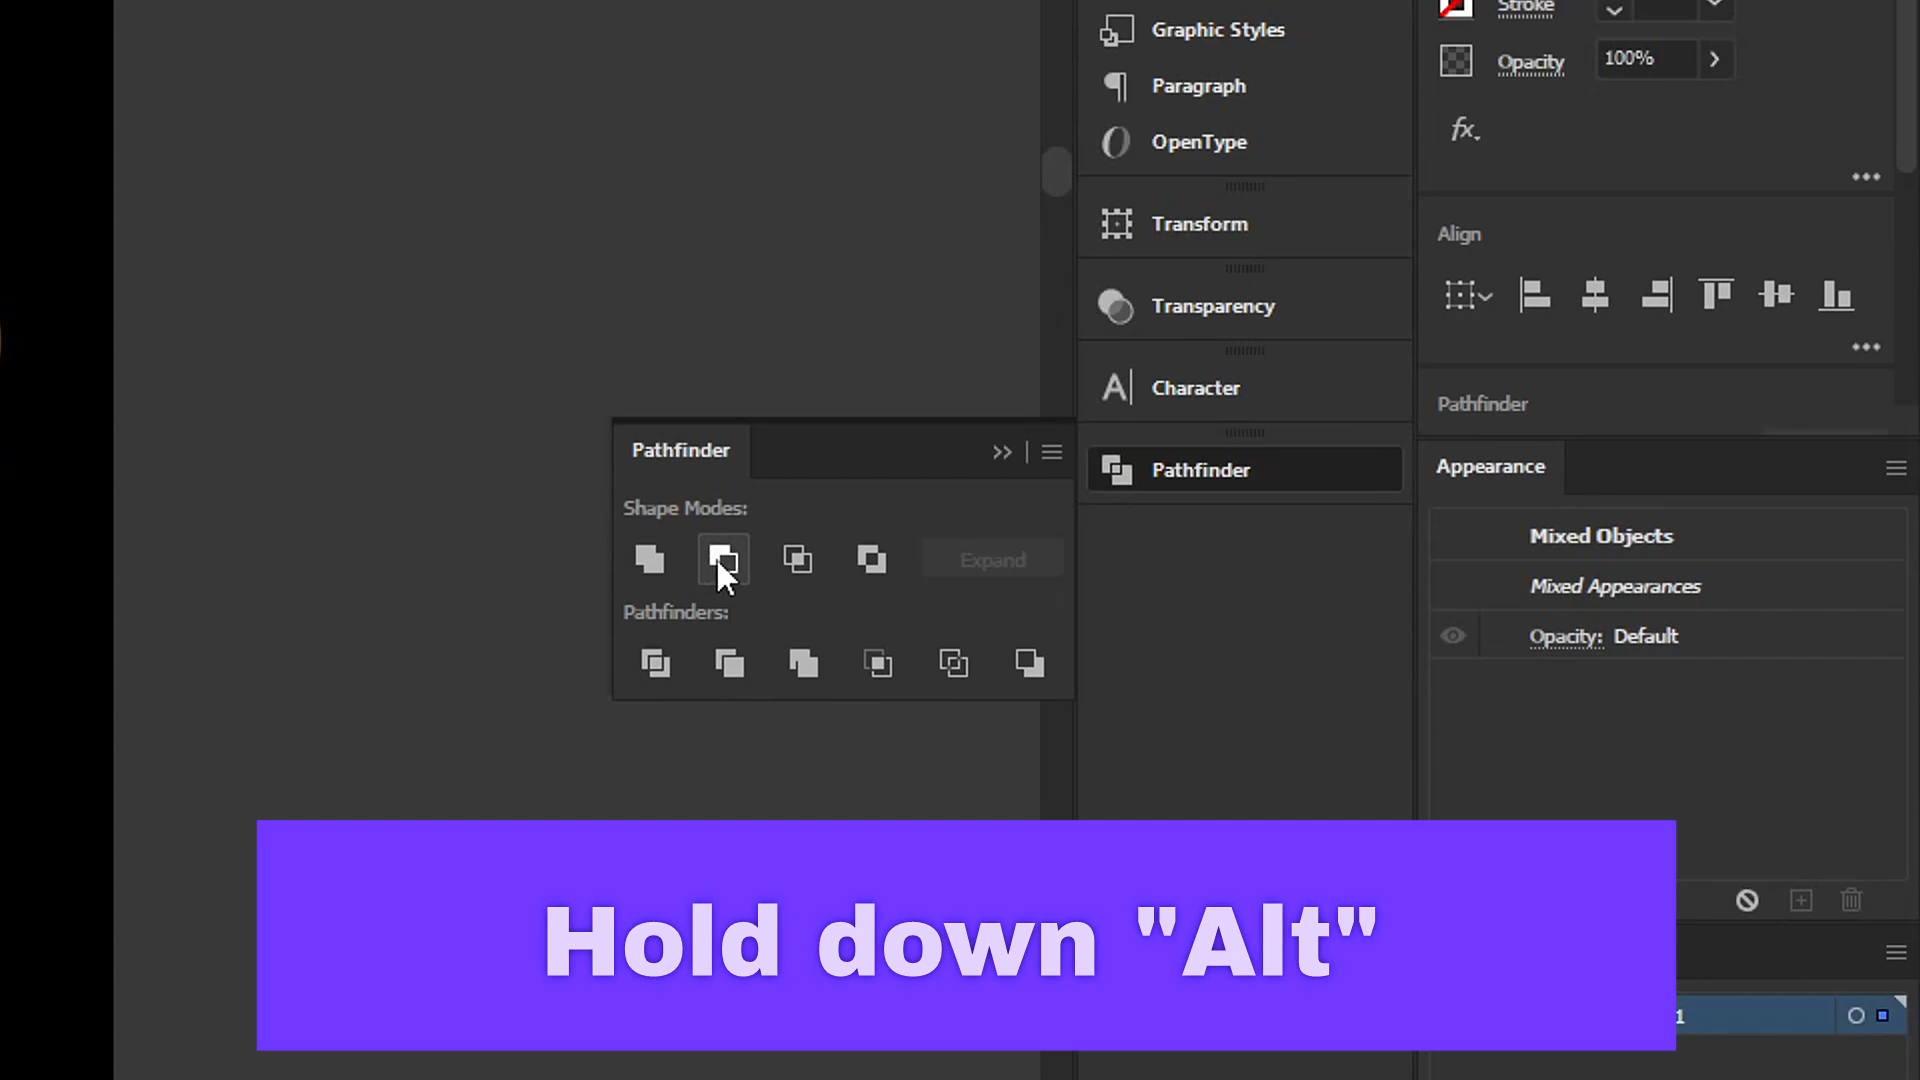 Graphic Styles
Paragraph
OpenType
Transform
Transparency
Character
Pathfinder
Stroke
Opacity 100%
fx
Align
Pathfinder
Pathfinder
Shape Modes:
Expand
Pathfinders:
Appearance
Mixed Objects
Mixed Appearances
Opacity: Default
1
Hold down "Alt"